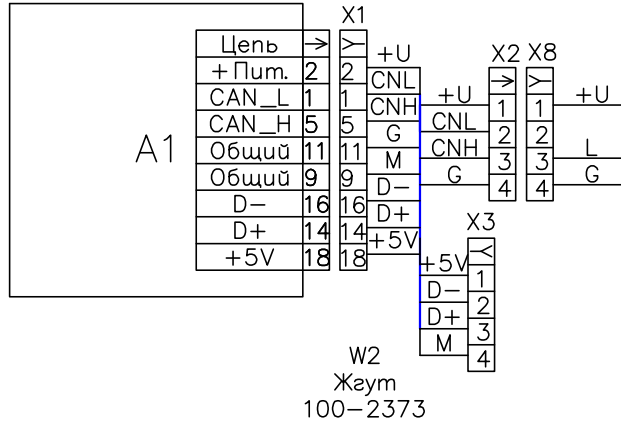 X1
Цепь
+U
X2 X8
+Пит. 2 2
CNL
+U
+U
CAN_L 1 1
CNH
1 1
CNL
CAN_H 5 5
G
2 2
A1
CNH
L
Общий 11 11
M
3 3
G
G
Общий 9 9
D-
4 4
D- 16 16
D+
X3
D+ 14 14
+5V
+5V 18 18
+5V
1
D-
2
D+
3
M
4
W2
Жгут
100-2373